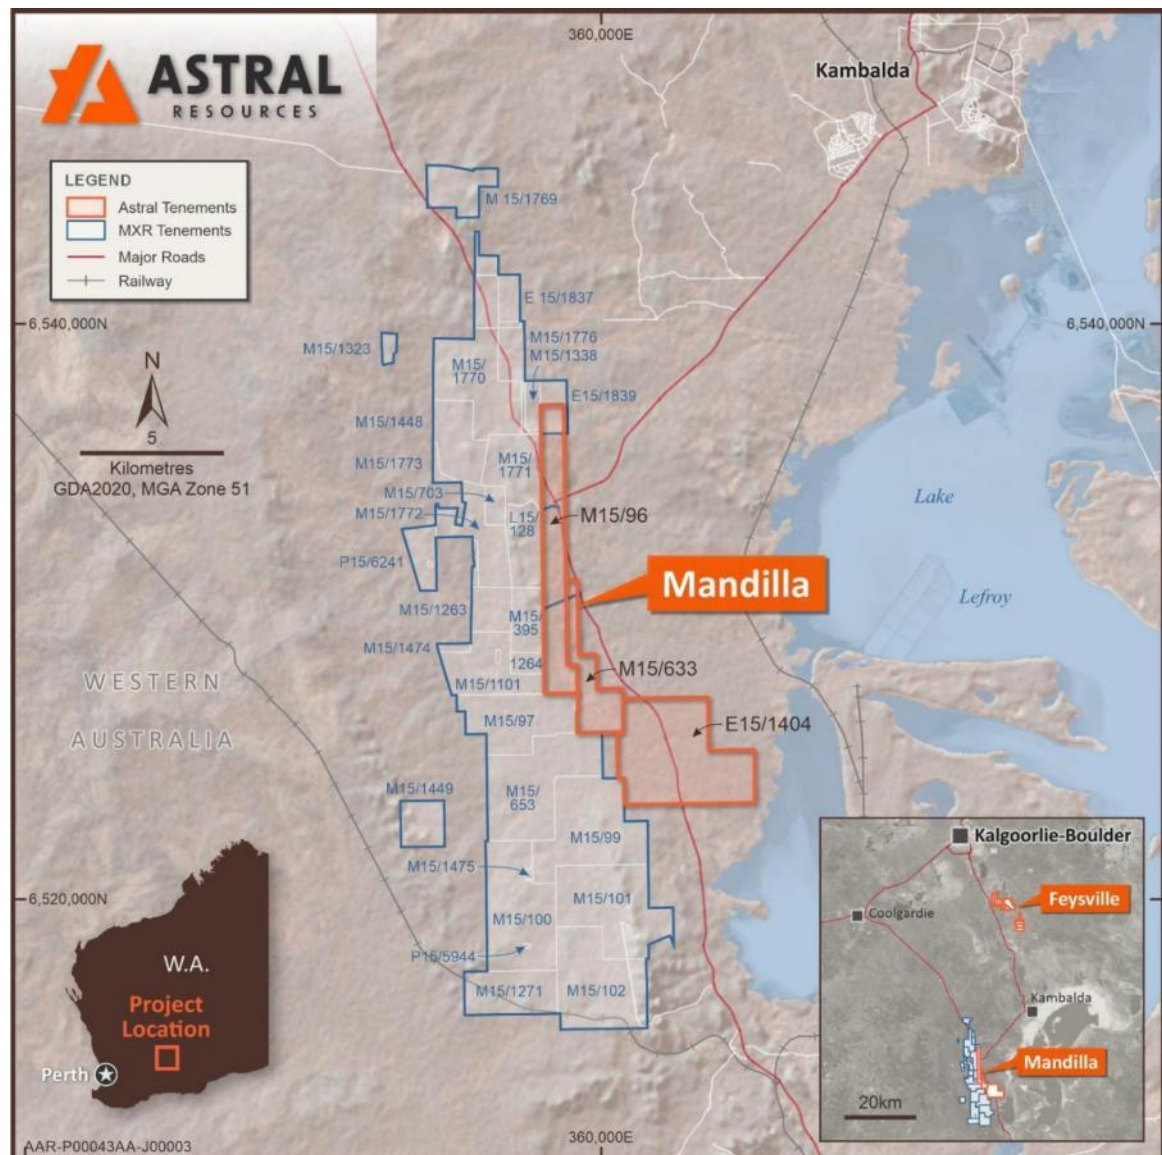 360,000E
Kambalda
ASTRAL
RESOURCES
LEGEND
Astral Tenements
MXR Tenements
Major Roads
Railway
M 15/1769
E 15/1837
6,540,000N
6,540,000N
M15/1776
M15/1323
M15/1338
M15/
1770
N
E15/1839
M15/1448
5
Kilometres
GDA2020, MGA Zone 51
M15/1773
M15/
1771
M15/703
M15/1772
L15/
128
M15/96
Lake
P15/6241
Mandilla
Lefroy
M15/1263
M15/
395
M15/1474
1264
M15/633
M15/1101
WESTERN
AUSTRALIA
M15/97
E15/1404
M15/1449
M15/
653
M15/99
M15/1475
M15/101
6,520,000N
M15/100
P15/5944
M15/1271
M15/102
W.A.
Project
Location
Perth
Kalgoorlie-Boulder
Feysville
Coolgardie
Kambalda
Mandilla
20km
360,000E
AAR-P00043AA-J00003